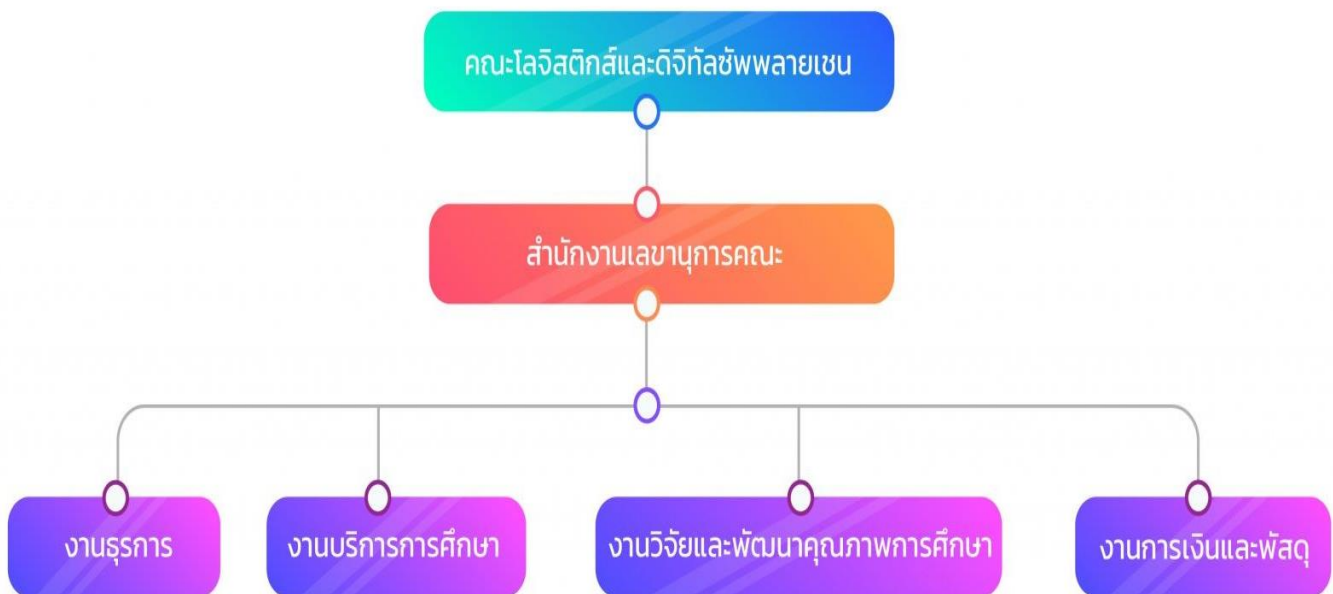 คณะโลจิสติกส์และดิจิทัลซัพพลายเชน
สำนักงานเลขานุการคณะ
งานธุรการ
งานบริการการศึกษา
งานวิจัยและพัฒนาคุณภาพการศึกษา
งานการเงินและพัสดุ